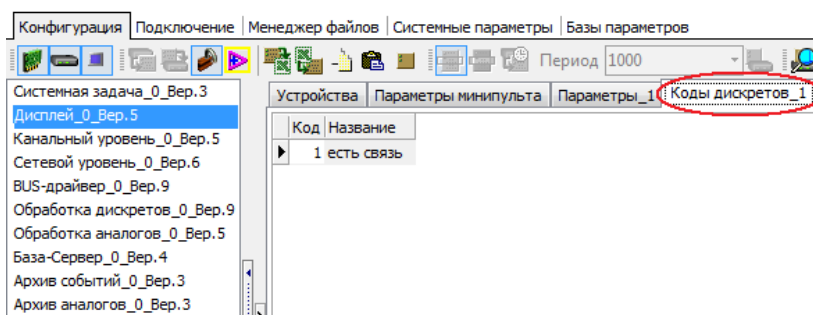 Конфигурация Подключение Менеджер файлов Системные параметры Базы параметров
Период 1000
Системная задача_0_Вер.3
Дисплей_0_Вер.5
Канальный уровень_0_Вер.5
Сетевой уровень_0_Вер.6
BUS-драйвер_0_Вер.9
Обработка дискретов_0_Вер.9
Обработка аналогов_0_Вер.5
База-Сервер_0_Вер.4
Архив событий_0_Вер.3
Архив аналогов_0_Вер.3
Устройства Параметры минипульта Параметры_1 Коды дискретов_1
Код Название
1 есть связь